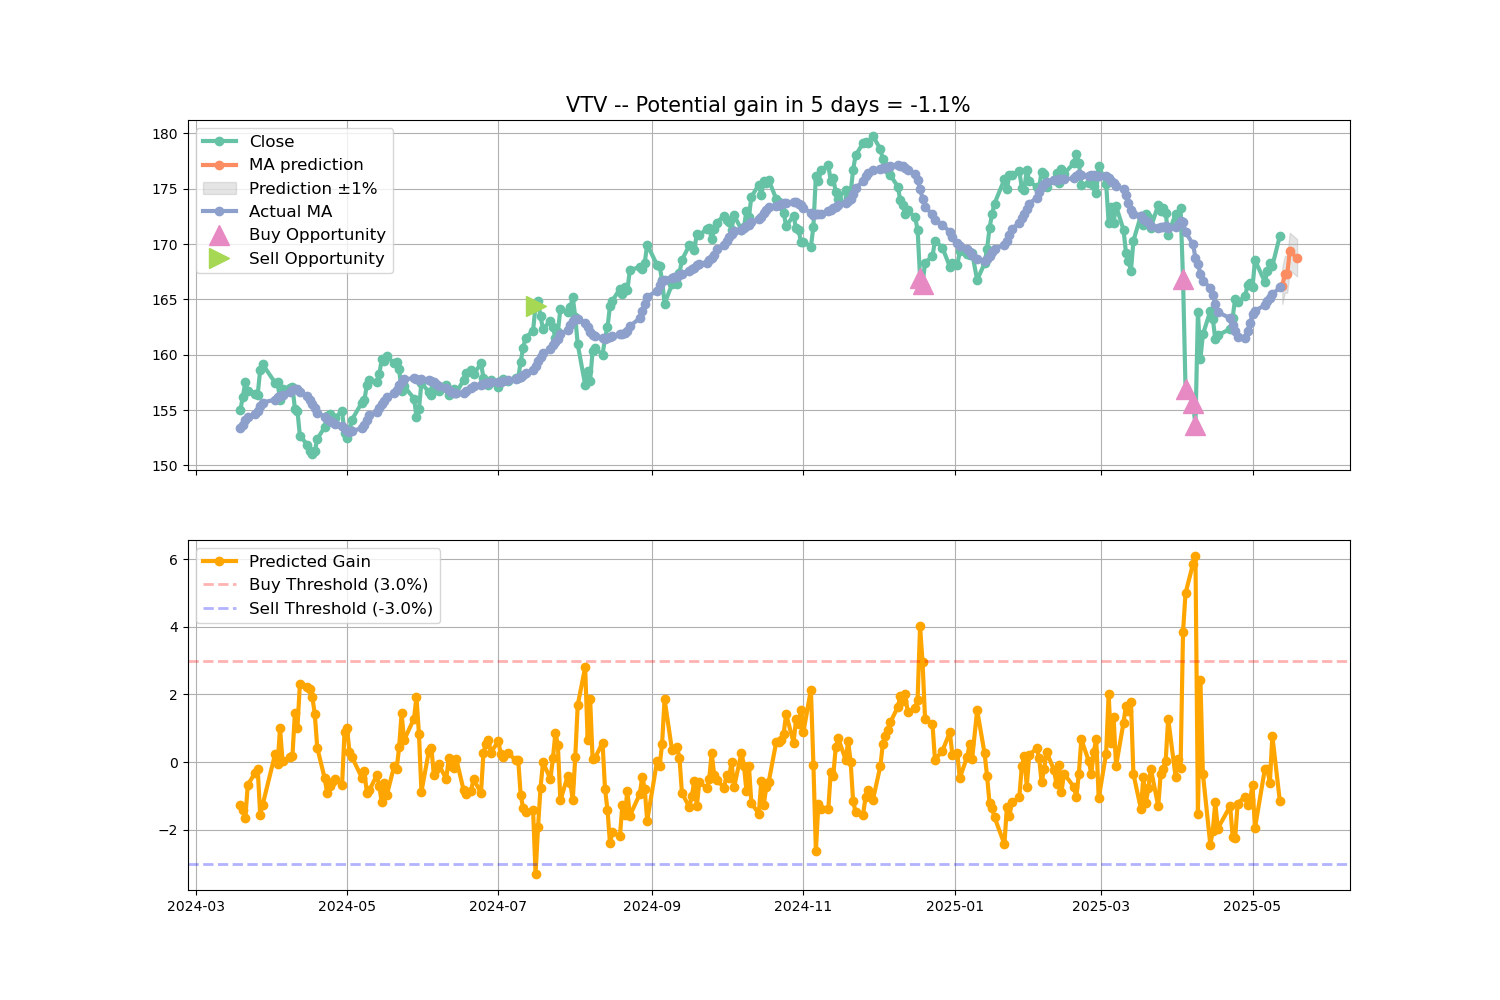 VTV -- Potential gain in 5 days = -1.1%
Close
MA prediction
Prediction ±1%
Actual MA
Buy Opportunity
Sell Opportunity
180
175
170
165
160
155
150
Predicted Gain
Buy Threshold (3.0%)
Sell Threshold (-3.0%)
6
4
2
0
−2
2024-03 2024-05 2024-07 2024-09 2024-11 2025-01 2025-03 2025-05